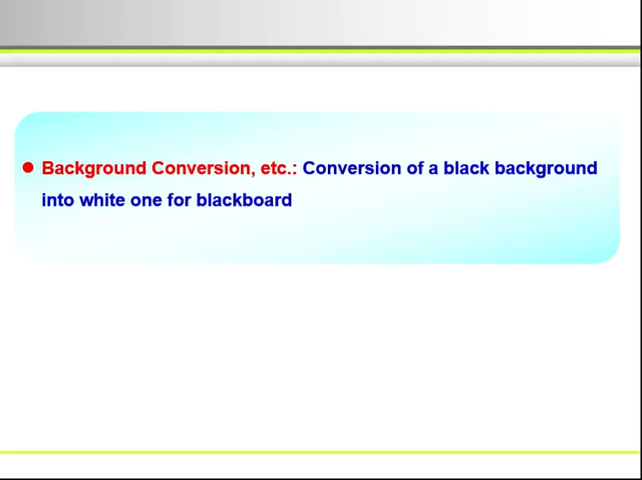 ● Background Conversion, etc.: Conversion of a black background
into white one for blackboard